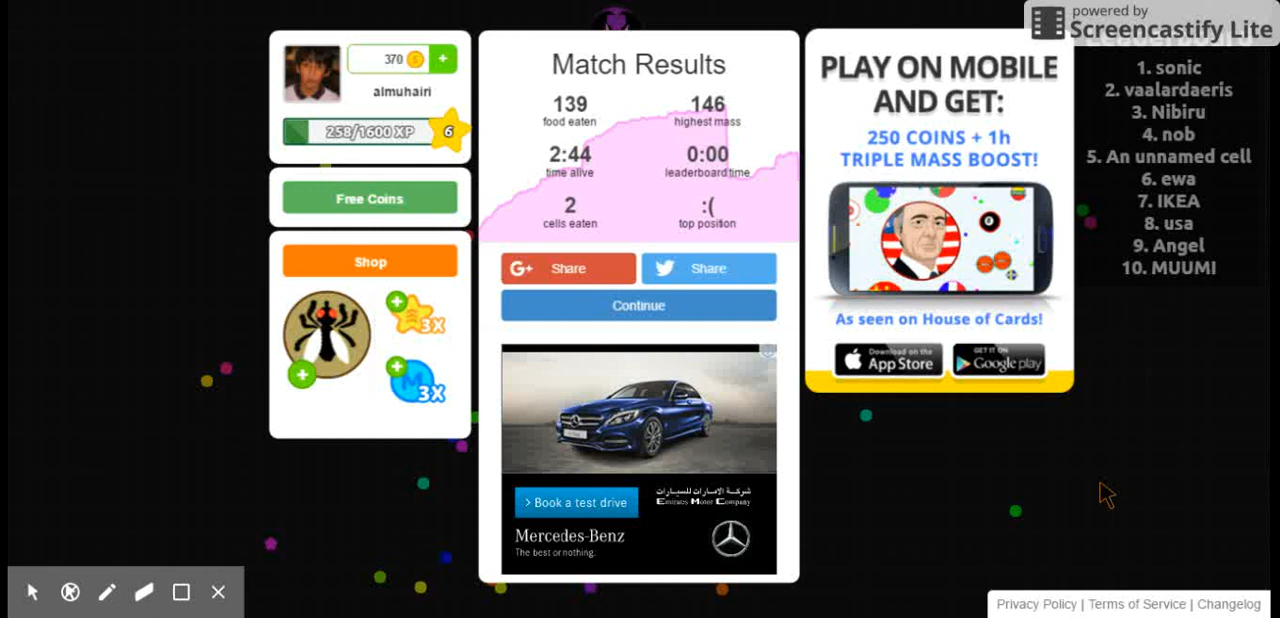 powered by
Screencastify Lite
370
+
almuhairi
258/1600 XP
6
Free Coins
Shop
+
+
3X
+
M
3X
+
Match Results
139
food eaten
146
highest mass
2:44
time alive
0:00
leaderboard time
2
cells eaten
:(
top position
G+ Share
Share
Continue
> Book a test drive
شركة الامارات للسيارات
Emirates Motor Company
Mercedes-Benz
The best or nothing.
PLAY ON MOBILE
AND GET:
250 COINS + 1h
TRIPLE MASS BOOST!
8
As seen on House of Cards!
Download on the
App Store
GET IT ON
Google play
1. sonic
2. vaalardaeris
3. Nibiru
4. nob
5. An unnamed cell
6. ewa
7. IKEA
8. usa
9. Angel
10. MUUMI
Privacy Policy | Terms of Service | Changelog